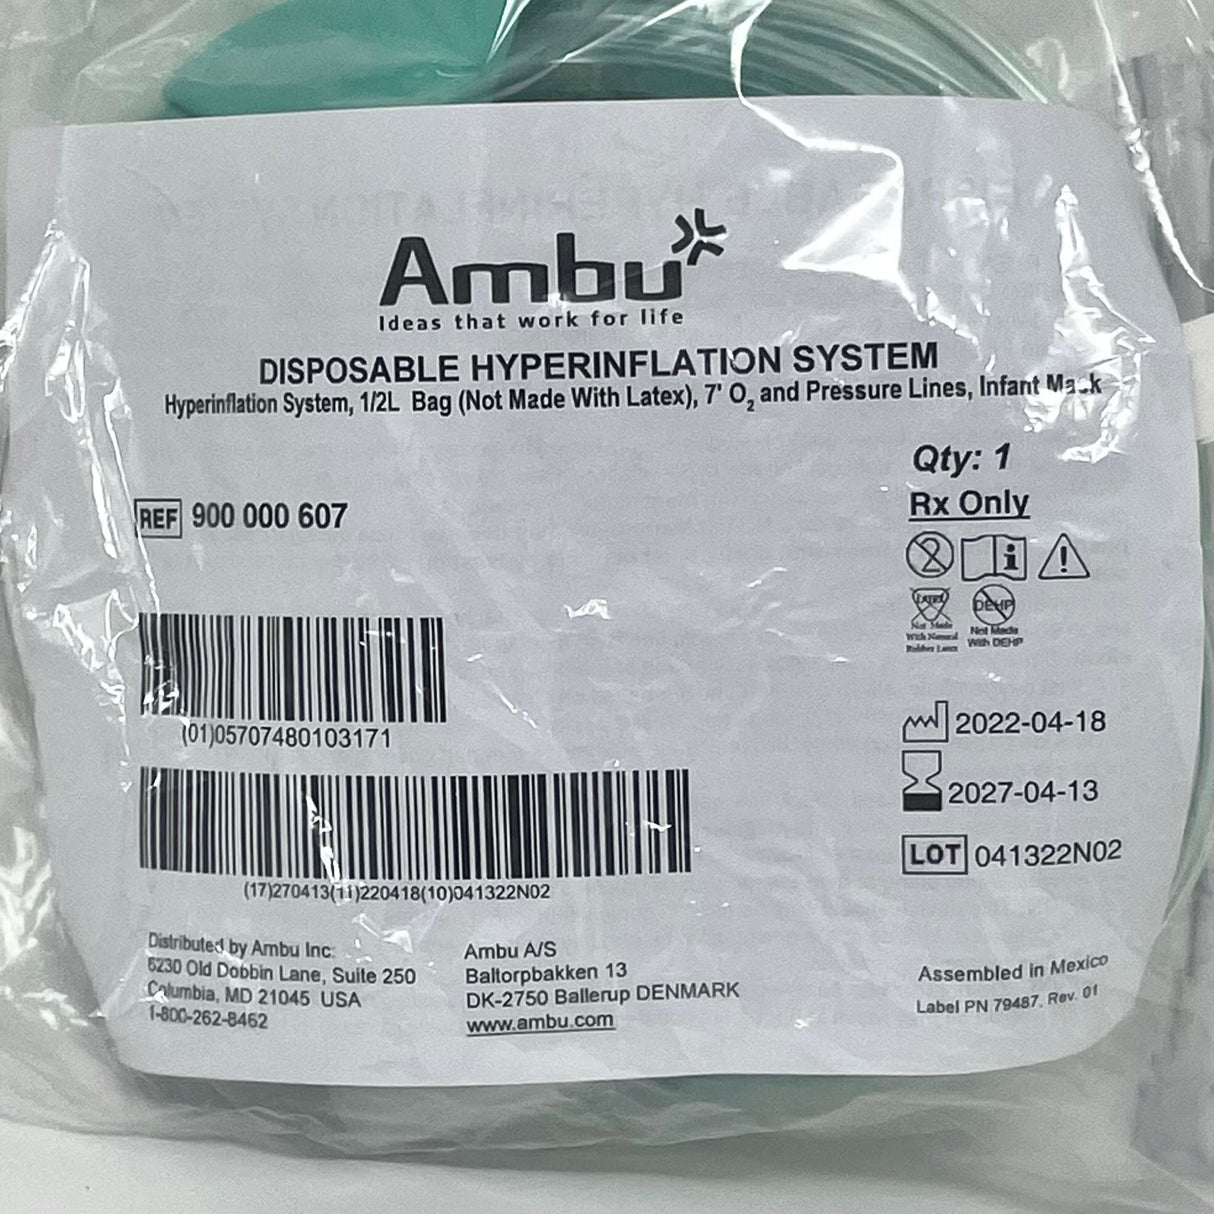 Ambu
Ideas that work for life
DISPOSABLE HYPERINFLATION SYSTEM
Hyperinflation System, 1/2L Bag (Not Made With Latex), 7' O₂ and Pressure Lines, Infant Mask
Qty: 1
Rx Only
REF 900 000 607
LATEX
Not Made
With Natural
Rubber Latex
DEHP
Not Made
With DEHP
(01)05707480103171
2022-04-18
2027-04-13
LOT 041322N02
(17)270413(11)220418(10)041322N02
Distributed by Ambu Inc.
6230 Old Dobbin Lane, Suite 250
Columbia, MD 21045 USA
1-800-262-8462
Ambu A/S
Baltorpbakken 13
DK-2750 Ballerup DENMARK
www.ambu.com
Assembled in Mexico
Label PN 79487, Rev. 01